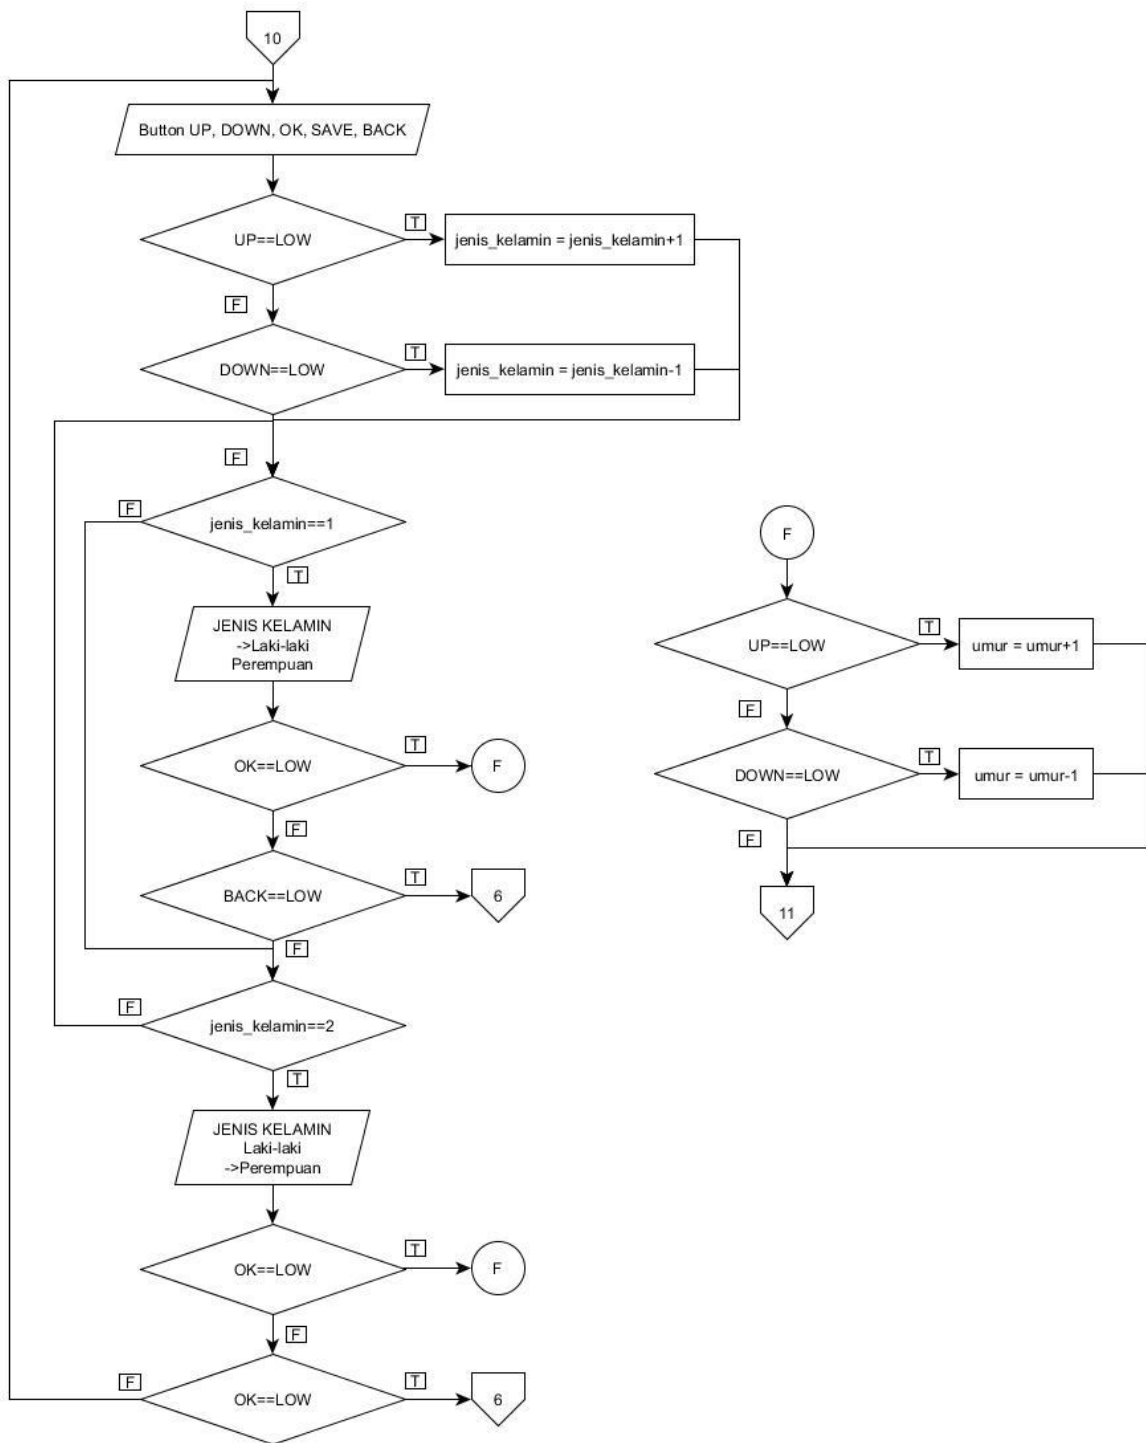 10
Button UP, DOWN, OK, SAVE, BACK
UP==LOW
T
jenis_kelamin = jenis_kelamin+1
F
DOWN==LOW
T
jenis_kelamin = jenis_kelamin-1
F
F
jenis_kelamin==1
T
JENIS KELAMIN
->Laki-laki
Perempuan
OK==LOW
T
F
F
BACK==LOW
T
6
F
F
jenis_kelamin==2
T
JENIS KELAMIN
Laki-laki
->Perempuan
OK==LOW
T
F
F
F
OK==LOW
T
6
F
UP==LOW
T
umur = umur+1
F
DOWN==LOW
T
umur = umur-1
F
11